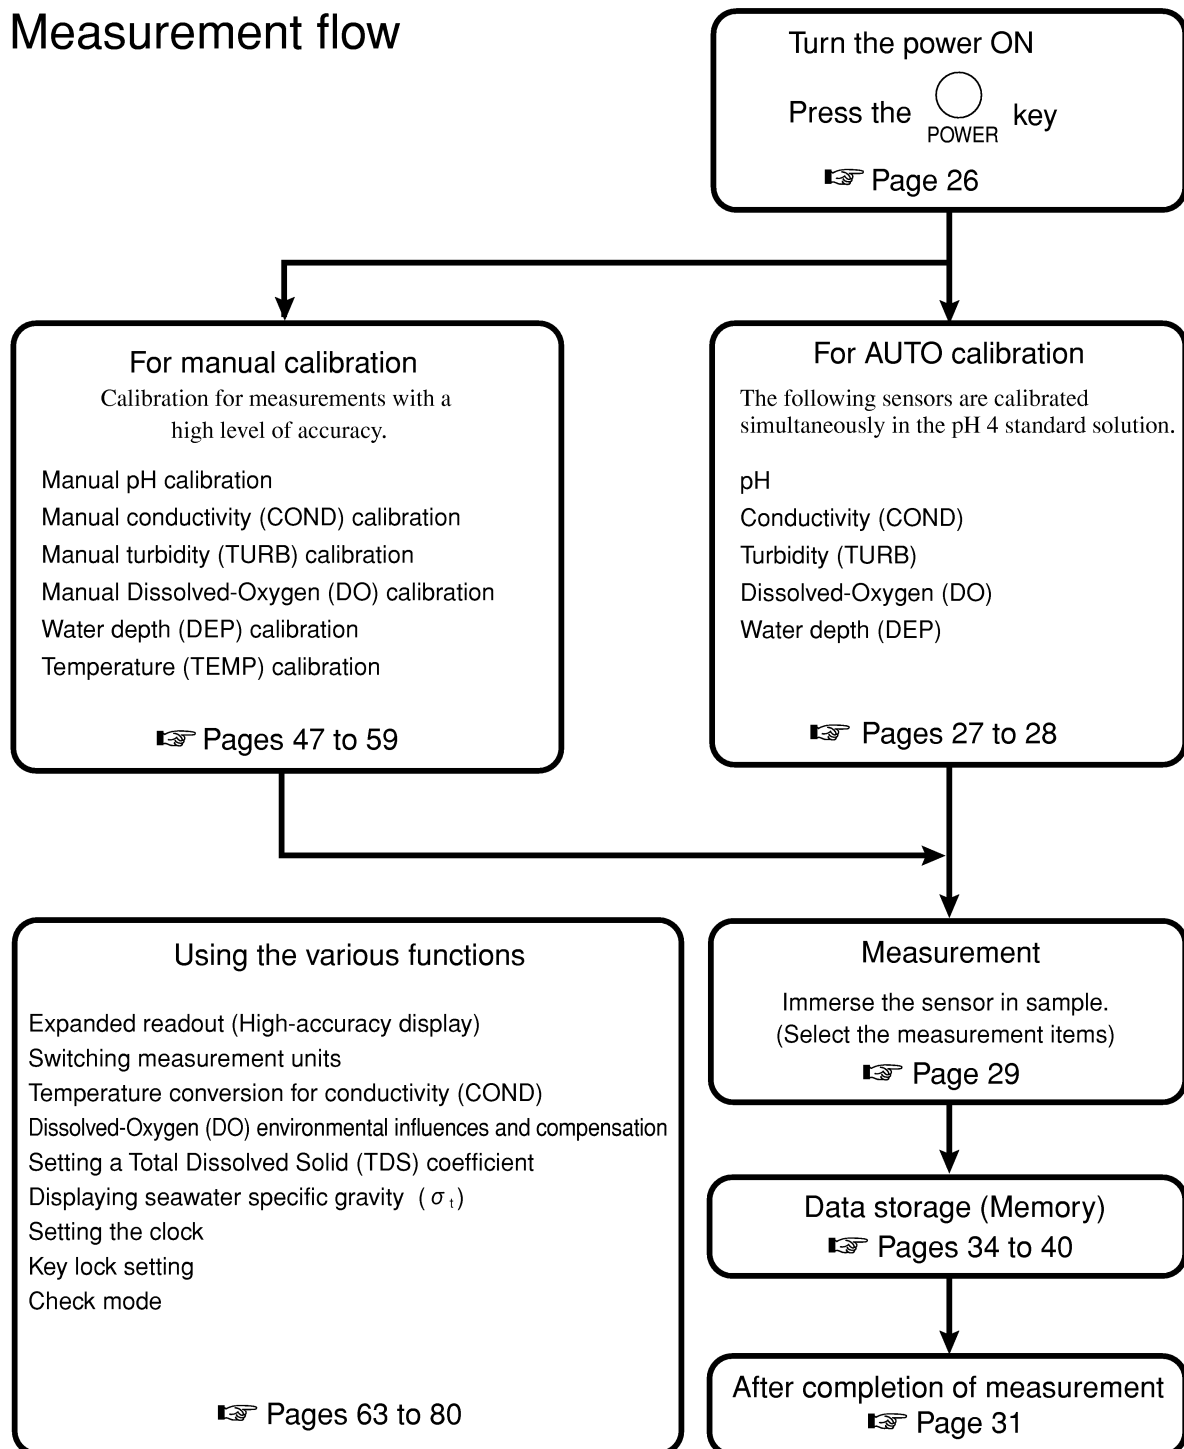 Measurement flow
Turn the power ON
Press the POWER key
☞ Page 26
For manual calibration
Calibration for measurements with a
high level of accuracy.
Manual pH calibration
Manual conductivity (COND) calibration
Manual turbidity (TURB) calibration
Manual Dissolved-Oxygen (DO) calibration
Water depth (DEP) calibration
Temperature (TEMP) calibration
☞ Pages 47 to 59
For AUTO calibration
The following sensors are calibrated
simultaneously in the pH 4 standard solution.
pH
Conductivity (COND)
Turbidity (TURB)
Dissolved-Oxygen (DO)
Water depth (DEP)
☞ Pages 27 to 28
Using the various functions
Expanded readout (High-accuracy display)
Switching measurement units
Temperature conversion for conductivity (COND)
Dissolved-Oxygen (DO) environmental influences and compensation
Setting a Total Dissolved Solid (TDS) coefficient
Displaying seawater specific gravity (σt)
Setting the clock
Key lock setting
Check mode
☞ Pages 63 to 80
Measurement
Immerse the sensor in sample.
(Select the measurement items)
☞ Page 29
Data storage (Memory)
☞ Pages 34 to 40
After completion of measurement
☞ Page 31